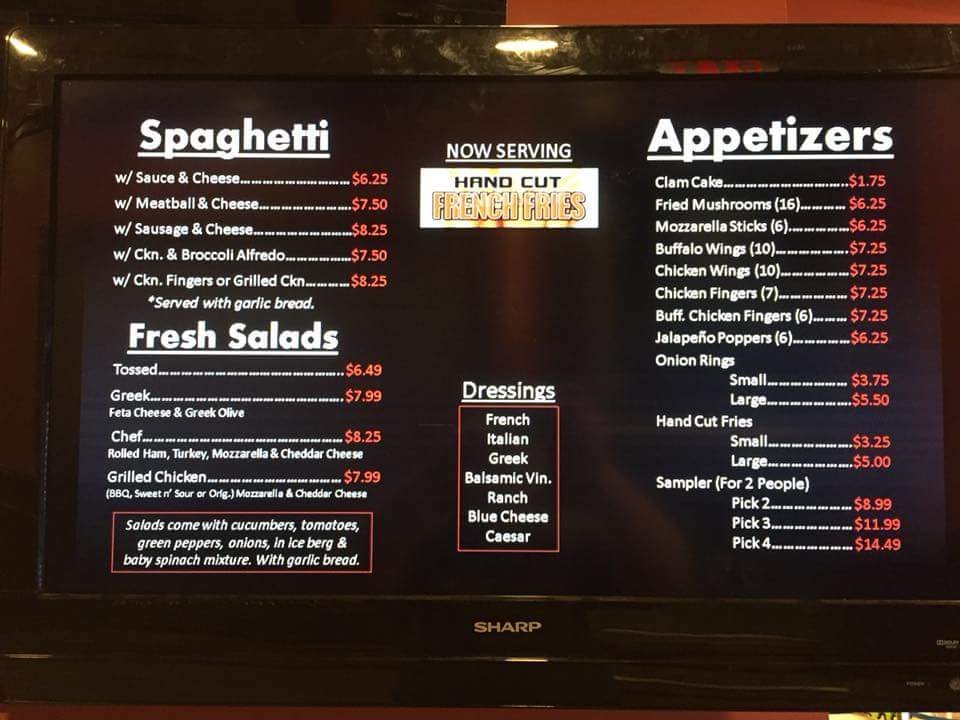 Spaghetti
w/ Sauce & Cheese................................$6.25
w/ Meatball & Cheese..........................$7.50
w/ Sausage & Cheese...........................$8.25
w/ Ckn. & Broccoli Alfredo...................$7.50
w/ Ckn. Fingers or Grilled Ckn.............$8.25
*Served with garlic bread.
Fresh Salads
Tossed......................................................$6.49
Greek........................................................$7.99
Feta Cheese & Greek Olive
Chef...........................................................$8.25
Rolled Ham, Turkey, Mozzarella & Cheddar Cheese
Grilled Chicken........................................$7.99
(BBQ, Sweet n' Sour or Orig.) Mozzarella & Cheddar Cheese
Salads come with cucumbers, tomatoes,
green peppers, onions, in ice berg &
baby spinach mixture. With garlic bread.
NOW SERVING
HAND CUT
FRENCH FRIES
Dressings
French
Italian
Greek
Balsamic Vin.
Ranch
Blue Cheese
Caesar
Appetizers
Clam Cake....................................$1.75
Fried Mushrooms (16).............$6.25
Mozzarella Sticks (6).................$6.25
Buffalo Wings (10)....................$7.25
Chicken Wings (10)...................$7.25
Chicken Fingers (7)...................$7.25
Buff. Chicken Fingers (6).........$7.25
Jalapeño Poppers (6)................$6.25
Onion Rings
Small.......................$3.75
Large........................$5.50
Hand Cut Fries
Small.......................$3.25
Large........................$5.00
Sampler (For 2 People)
Pick 2.......................$8.99
Pick 3.......................$11.99
Pick 4.......................$14.49
SHARP
POWER